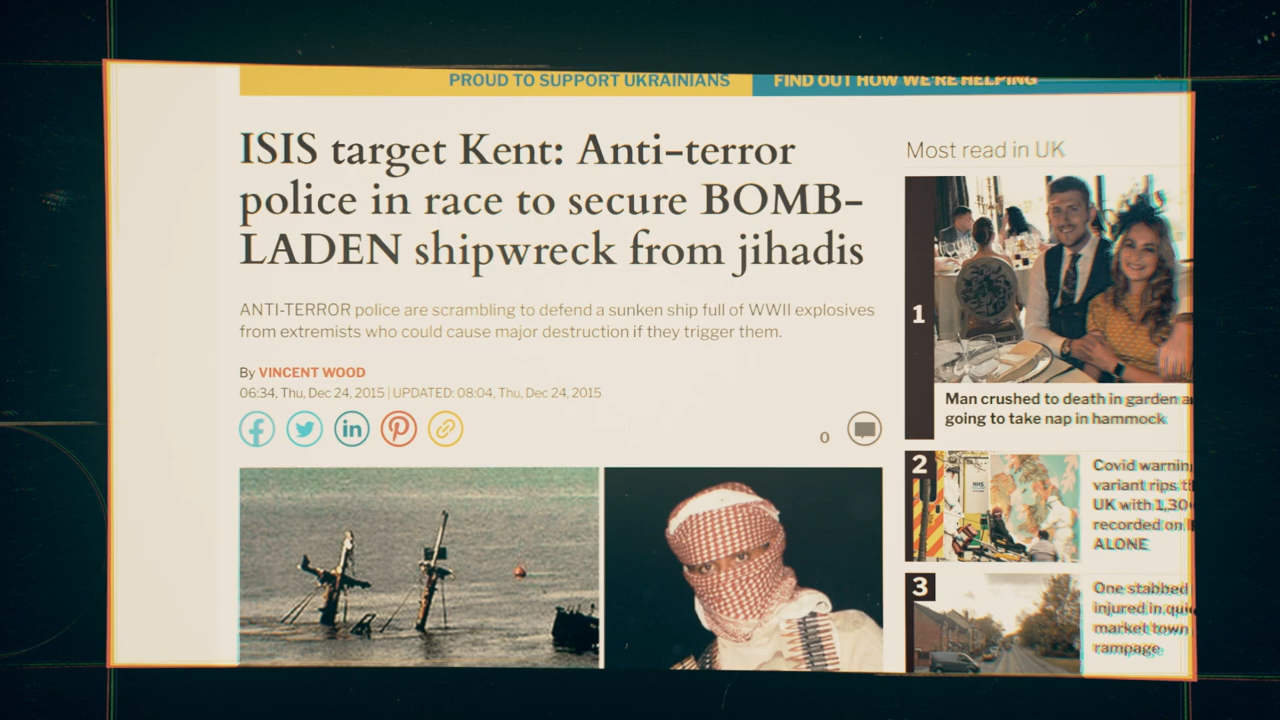 PROUD TO SUPPORT UKRAINIANS
FIND OUT HOW WE'RE HELPING
ISIS target Kent: Anti-terror
police in race to secure BOMB-
LADEN shipwreck from jihadis
ANTI-TERROR police are scrambling to defend a sunken ship full of WWII explosives
from extremists who could cause major destruction if they trigger them.
By VINCENT WOOD
06:34, Thu, Dec 24, 2015 | UPDATED: 08:04, Thu, Dec 24, 2015
0
Most read in UK
1
Man crushed to death in garden
going to take nap in hammock
2
NHS
Covid warning
variant rips
UK with
recorded on
ALONE
3
One stabbed
injured in
market town
rampage